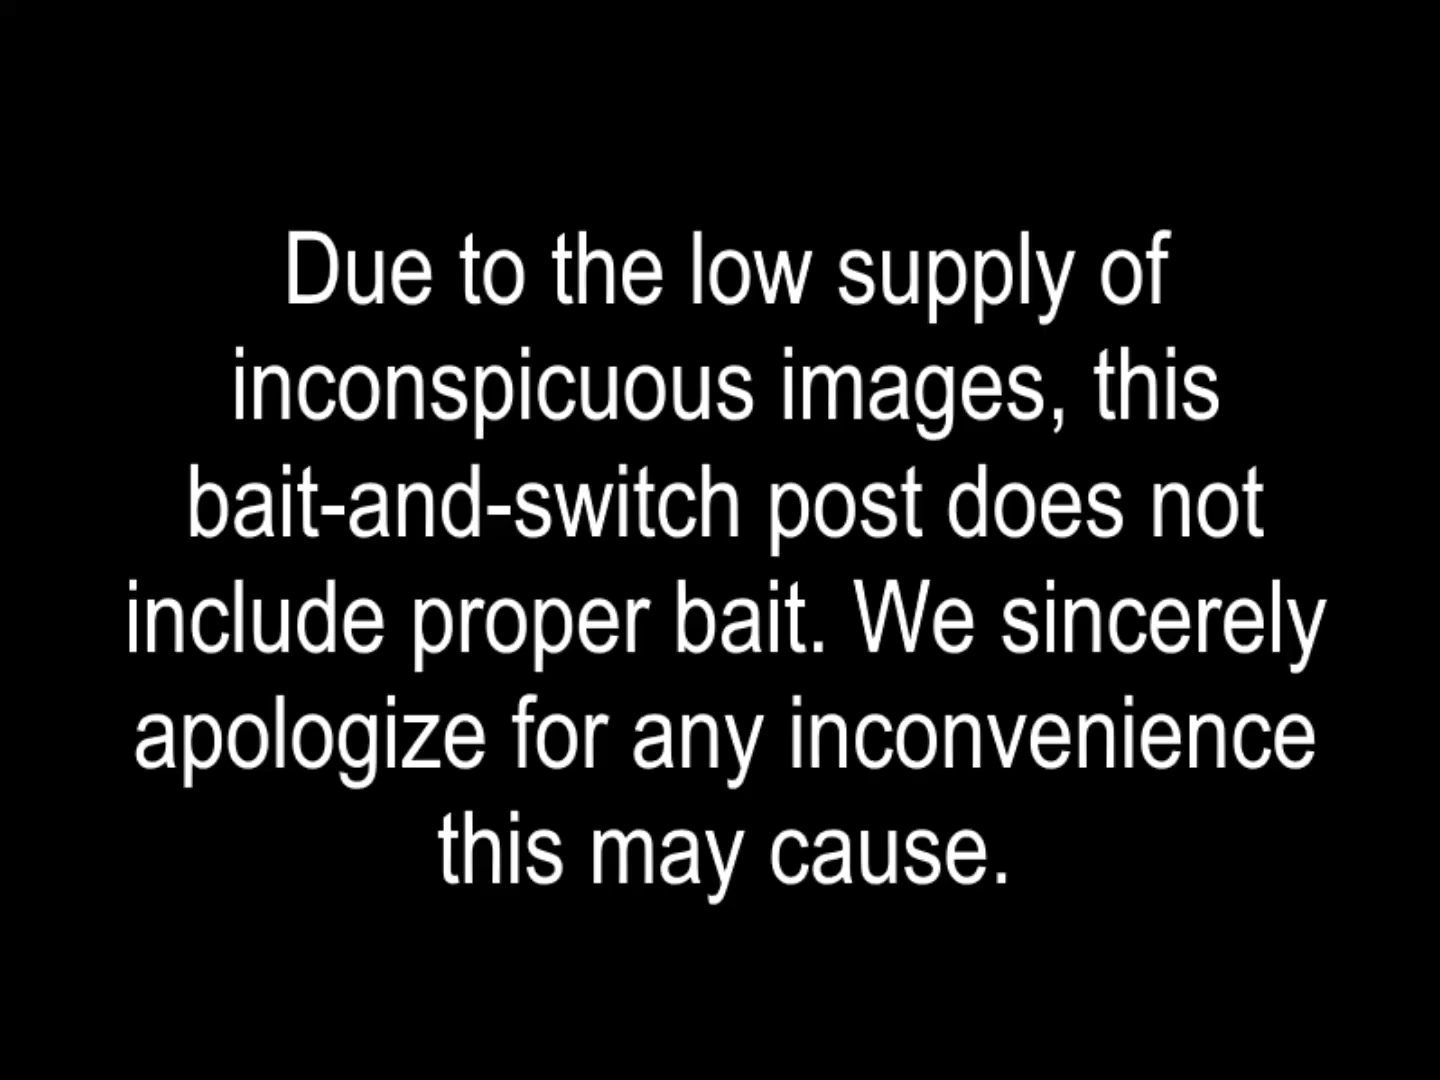 Due to the low supply of
inconspicuous images, this
bait-and-switch post does not
include proper bait. We sincerely
apologize for any inconvenience
this may cause.